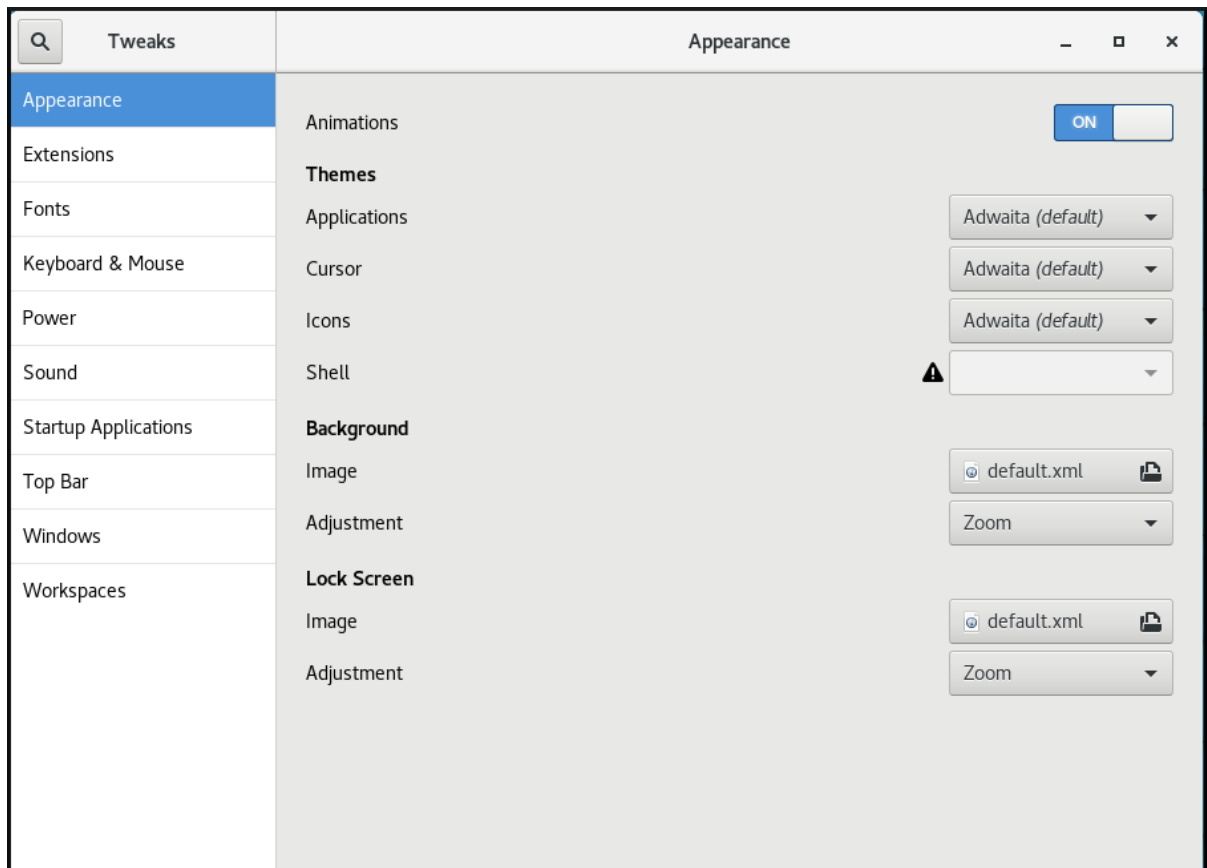 Tweaks
Appearance
Appearance
Extensions
Fonts
Keyboard & Mouse
Power
Sound
Startup Applications
Top Bar
Windows
Workspaces
Animations ON
Themes
Applications Adwaita (default)
Cursor Adwaita (default)
Icons Adwaita (default)
Shell
Background
Image default.xml
Adjustment Zoom
Lock Screen
Image default.xml
Adjustment Zoom